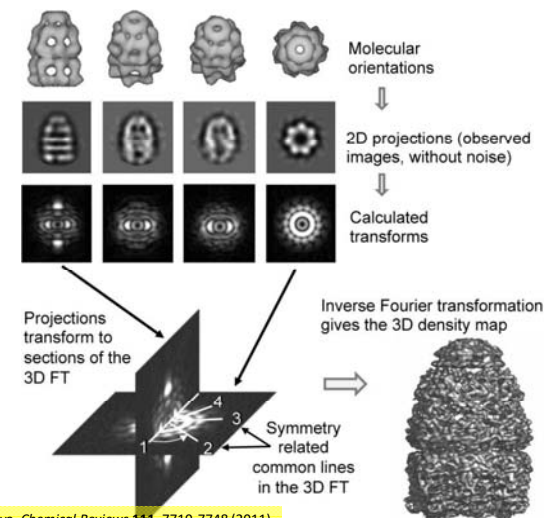 Molecular
orientations
2D projections (observed
images, without noise)
Calculated
transforms
Projections
transform to
sections of the
3D FT
Inverse Fourier transformation
gives the 3D density map
1
2
3
4
Symmetry
related
common lines
in the 3D FT
Chemical Reviews 111, 7710-7748 (2011)